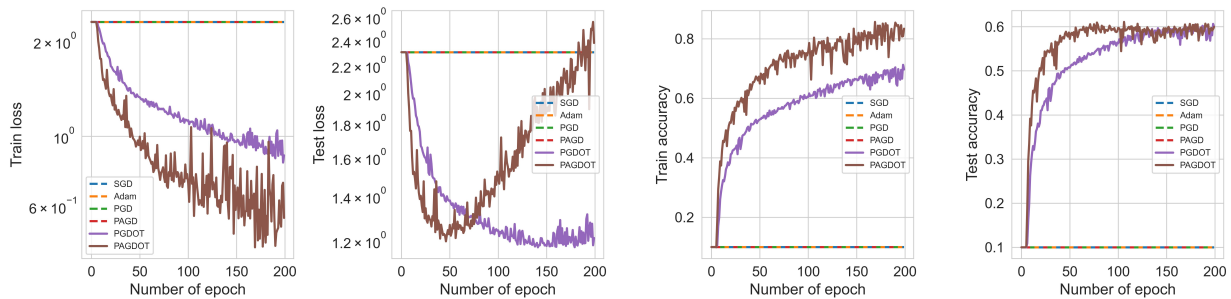 Train loss
2 × 10⁰
10⁰
6 × 10⁻¹
0
50
100
150
200
Number of epoch
SGD
Adam
PGD
PAGD
PGDOT
PAGDOT
Test loss
2.6 × 10⁰
2.4 × 10⁰
2.2 × 10⁰
2 × 10⁰
1.8 × 10⁰
1.6 × 10⁰
1.4 × 10⁰
1.2 × 10⁰
0
50
100
150
200
Number of epoch
SGD
Adam
PGD
PAGD
PGDOT
PAGDOT
Train accuracy
0.8
0.6
0.4
0.2
0
50
100
150
200
Number of epoch
SGD
Adam
PGD
PAGD
PGDOT
PAGDOT
Test accuracy
0.6
0.5
0.4
0.3
0.2
0.1
0
50
100
150
200
Number of epoch
SGD
Adam
PGD
PAGD
PGDOT
PAGDOT